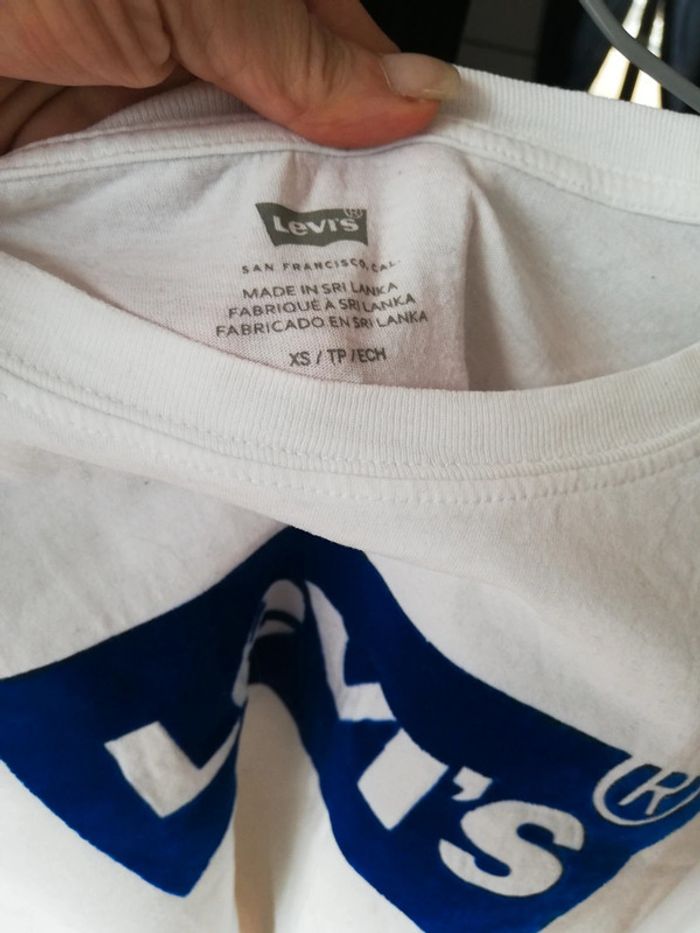 Levi's®
SAN FRANCISCO, CAL.
MADE IN SRI LANKA
FABRIQUÉ À SRI LANKA
FABRICADO EN SRI LANKA
XS / TP / ECH
LEVI'S®